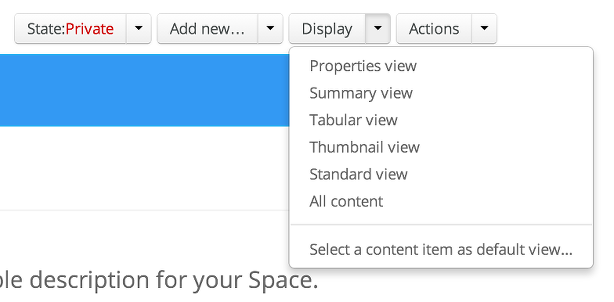 State:Private Add new... Display Actions
Properties view
Summary view
Tabular view
Thumbnail view
Standard view
All content
Select a content item as default view...
description for your Space.